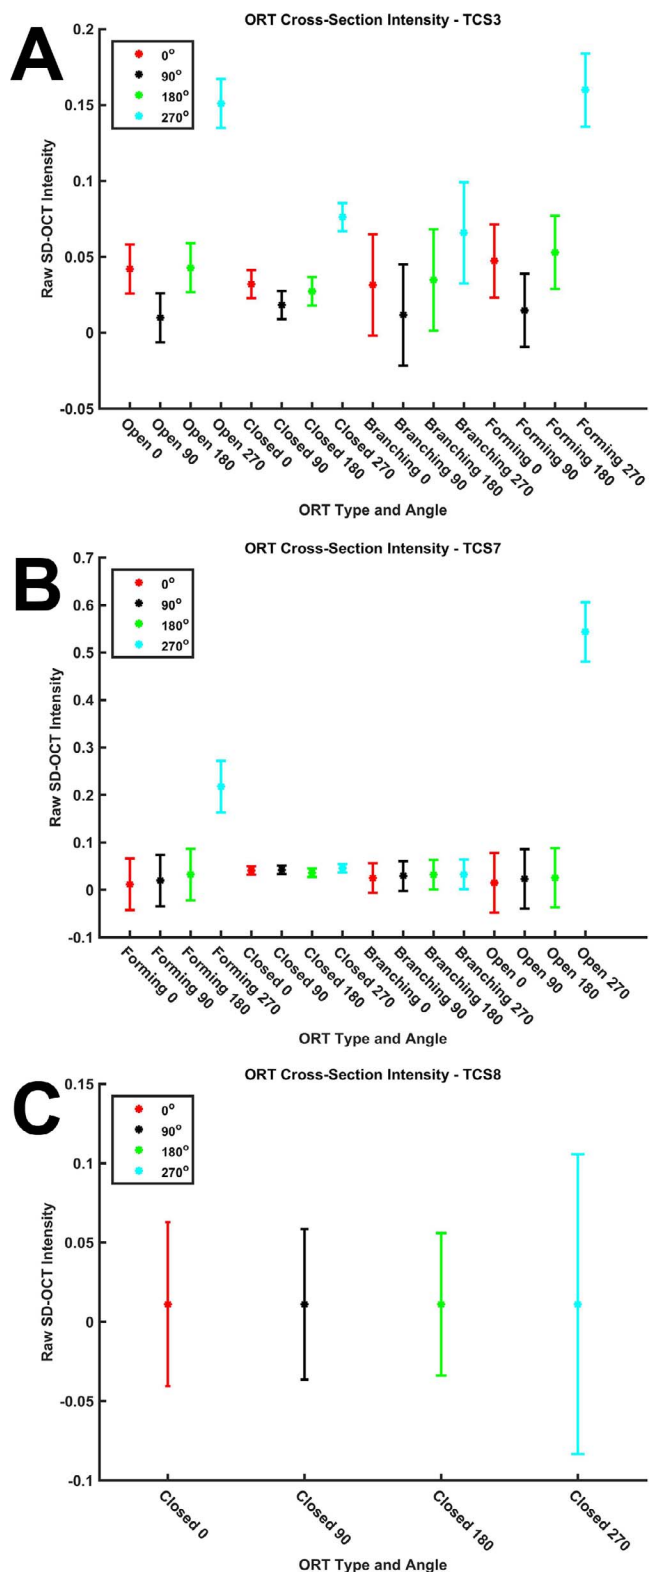 A
ORT Cross-Section Intensity - TCS3
0°
90°
180°
270°
0.2
0.15
0.1
0.05
0
-0.05
Raw SD-OCT Intensity
Open 0
Open 90
Open 180
Open 270
Closed 0
Closed 90
Closed 180
Closed 270
Branching 0
Branching 90
Branching 180
Branching 270
Forming 0
Forming 90
Forming 180
Forming 270
ORT Type and Angle
B
ORT Cross-Section Intensity - TCS7
0°
90°
180°
270°
0.7
0.6
0.5
0.4
0.3
0.2
0.1
0
-0.1
Raw SD-OCT Intensity
Forming 0
Forming 90
Forming 180
Forming 270
Closed 0
Closed 90
Closed 180
Closed 270
Branching 0
Branching 90
Branching 180
Branching 270
Open 0
Open 90
Open 180
Open 270
ORT Type and Angle
C
ORT Cross-Section Intensity - TCS8
0°
90°
180°
270°
0.15
0.1
0.05
0
-0.05
-0.1
Raw SD-OCT Intensity
Closed 0
Closed 90
Closed 180
Closed 270
ORT Type and Angle